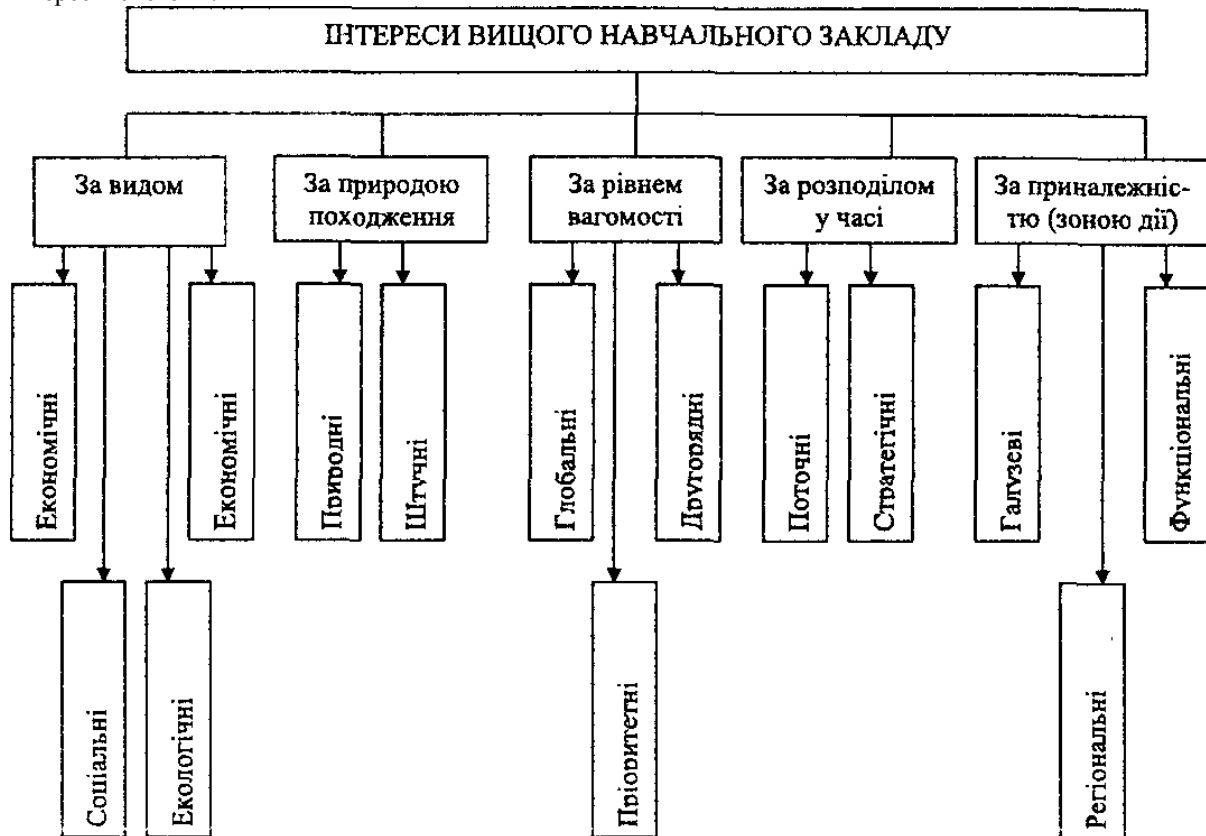 ІНТЕРЕСИ ВИЩОГО НАВЧАЛЬНОГО ЗАКЛАДУ
За видом
За природою
походження
За рівнем
вагомості
За розподілом
у часі
За приналежніс-
тю (зоною дії)
Економічні
Економічні
Природні
Штучні
Глобальні
Другорядні
Поточні
Стратегічні
Галузеві
Функціональні
Соціальні
Екологічні
Пріоритетні
Регіональні